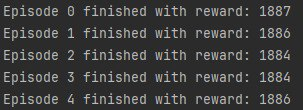 Episode 0 finished with reward: 1887
Episode 1 finished with reward: 1886
Episode 2 finished with reward: 1884
Episode 3 finished with reward: 1884
Episode 4 finished with reward: 1886